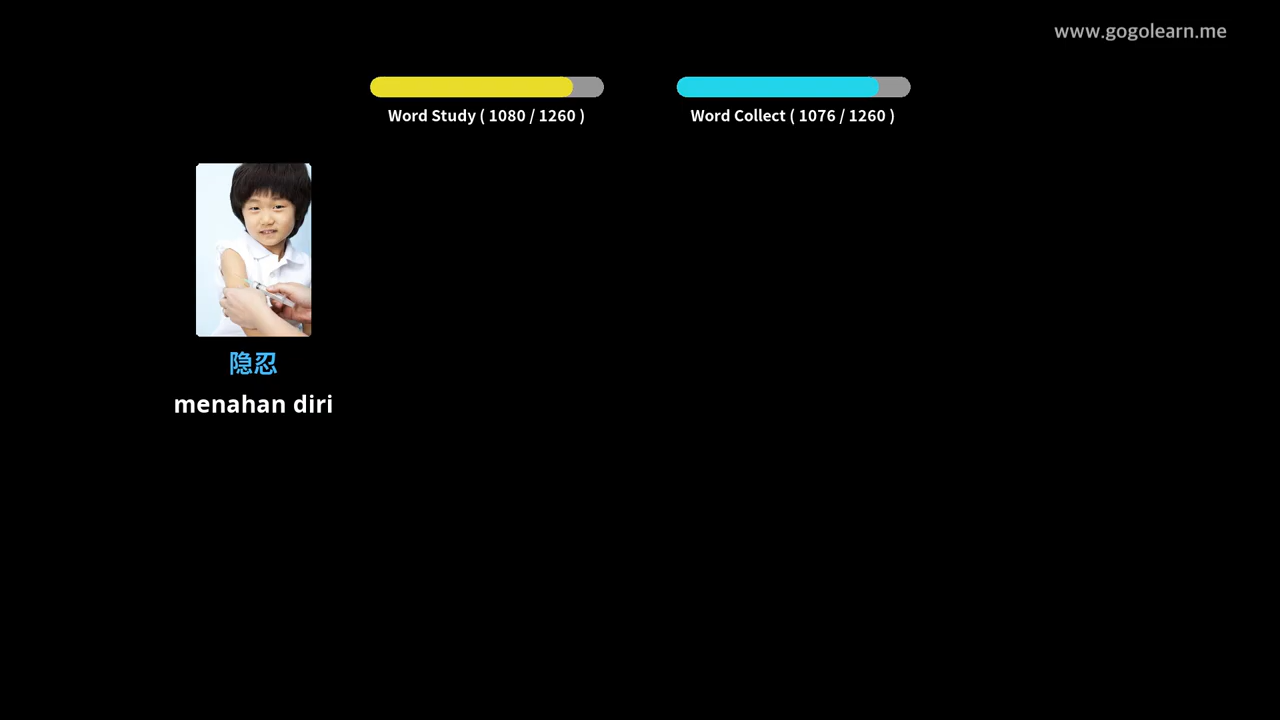 www.gogolearn.me
Word Study ( 1080 / 1260 )
Word Collect ( 1076 / 1260 )
隐忍
menahan diri